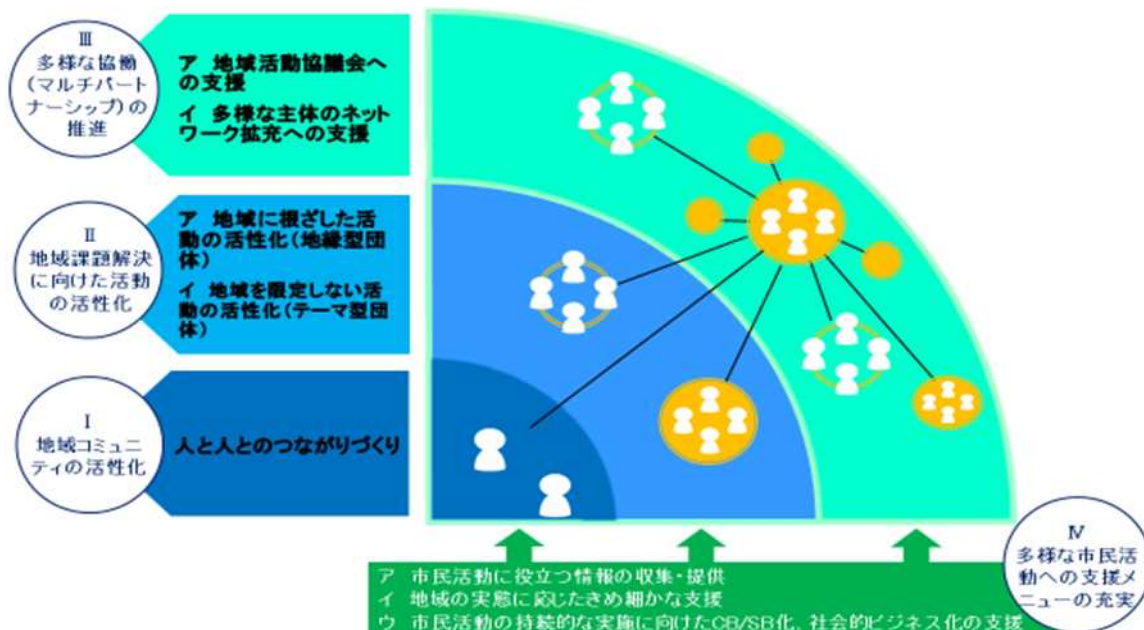 Ⅲ
多様な協働
(マルチパート
ナーシップ)の
推進
ア 地域活動協議会へ
の支援
イ 多様な主体のネット
ワーク拡充への支援
Ⅱ
地域課題解決
に向けた活動
の活性化
ア 地域に根ざした活
動の活性化(地縁型団
体)
イ 地域を限定しない活
動の活性化(テーマ型団
体)
Ⅰ
地域コミュニ
ティの活性化
人と人とのつながりづくり
Ⅳ
多様な市民活
動への支援メ
ニューの充実
ア 市民活動に役立つ情報の収集・提供
イ 地域の実態に応じたきめ細かな支援
ウ 市民活動の持続的な実施に向けたCB/SB化、社会的ビジネス化の支援